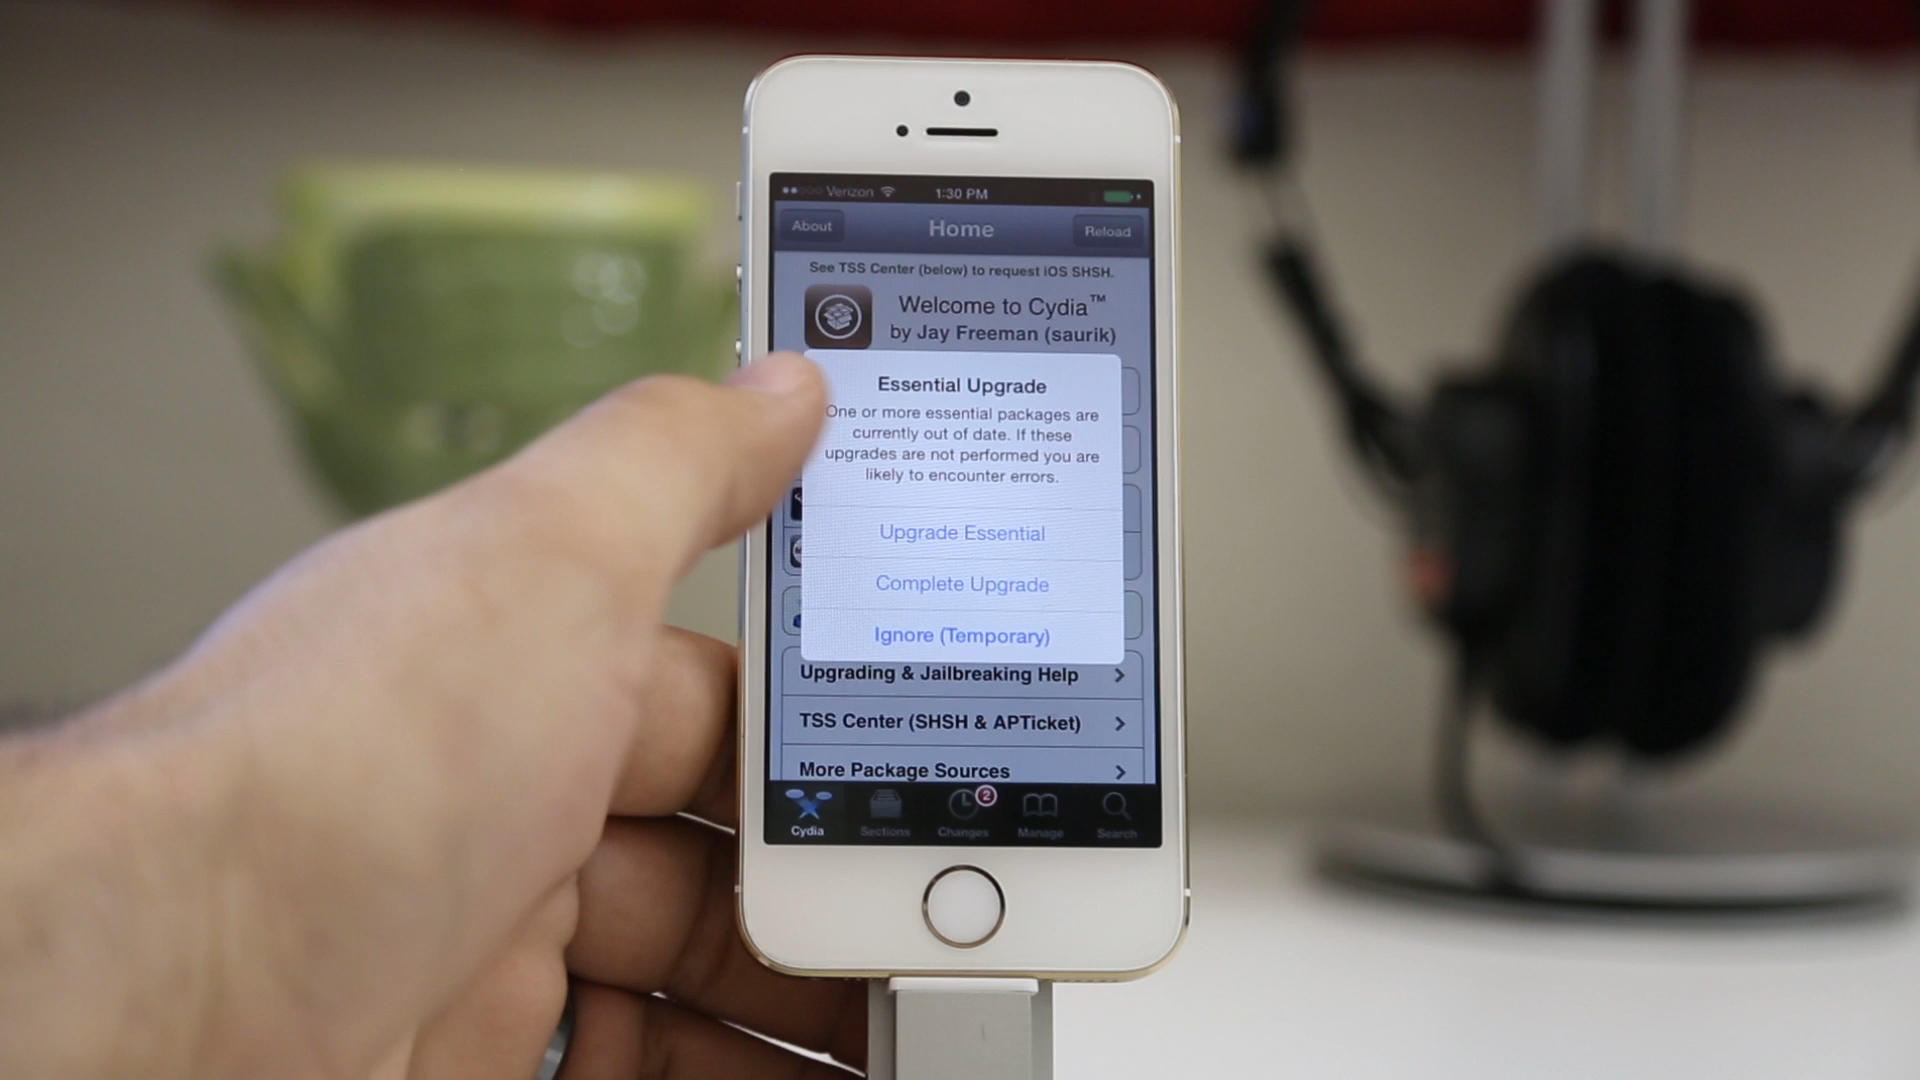 Verizon 1:30 PM
About Home Reload
See TSS Center (below) to request iOS SHSH.
Welcome to Cydia™
by Jay Freeman (saurik)
Essential Upgrade
One or more essential packages are
currently out of date. If these
upgrades are not performed you are
likely to encounter errors.
Upgrade Essential
Complete Upgrade
Ignore (Temporary)
Upgrading & Jailbreaking Help
TSS Center (SHSH & APTicket)
More Package Sources
2
Cydia Sections Changes Manage Search